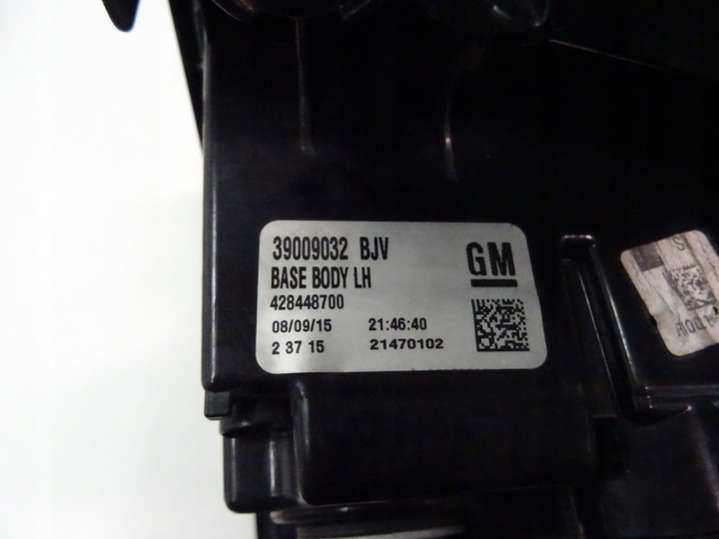 39009032 BJV
GM
BASE BODY LH
428448700
08/09/15 21:46:40
2 37 15 21470102
S